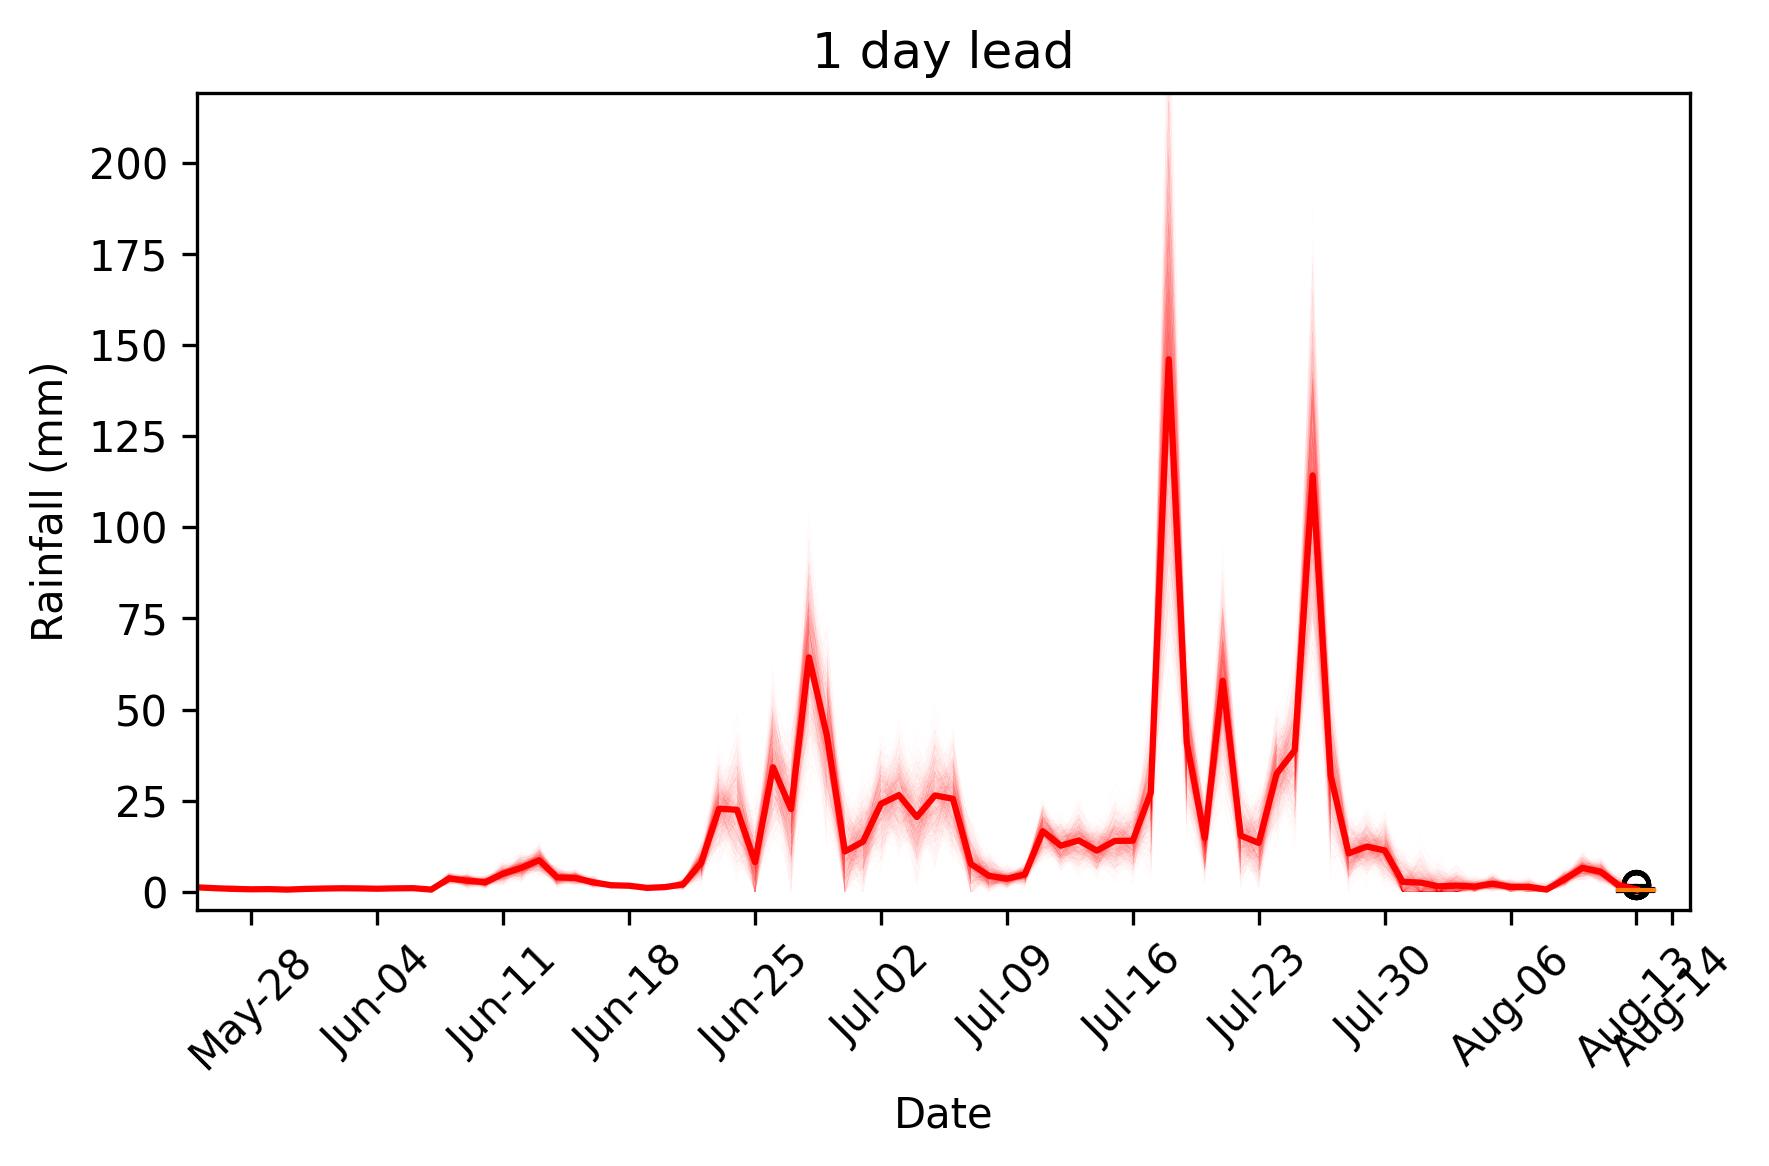 1 day lead
Rainfall (mm)
200
175
150
125
100
75
50
25
0
May-28
Jun-04
Jun-11
Jun-18
Jun-25
Jul-02
Jul-09
Jul-16
Jul-23
Jul-30
Aug-06
Aug-13
Aug-14
Date